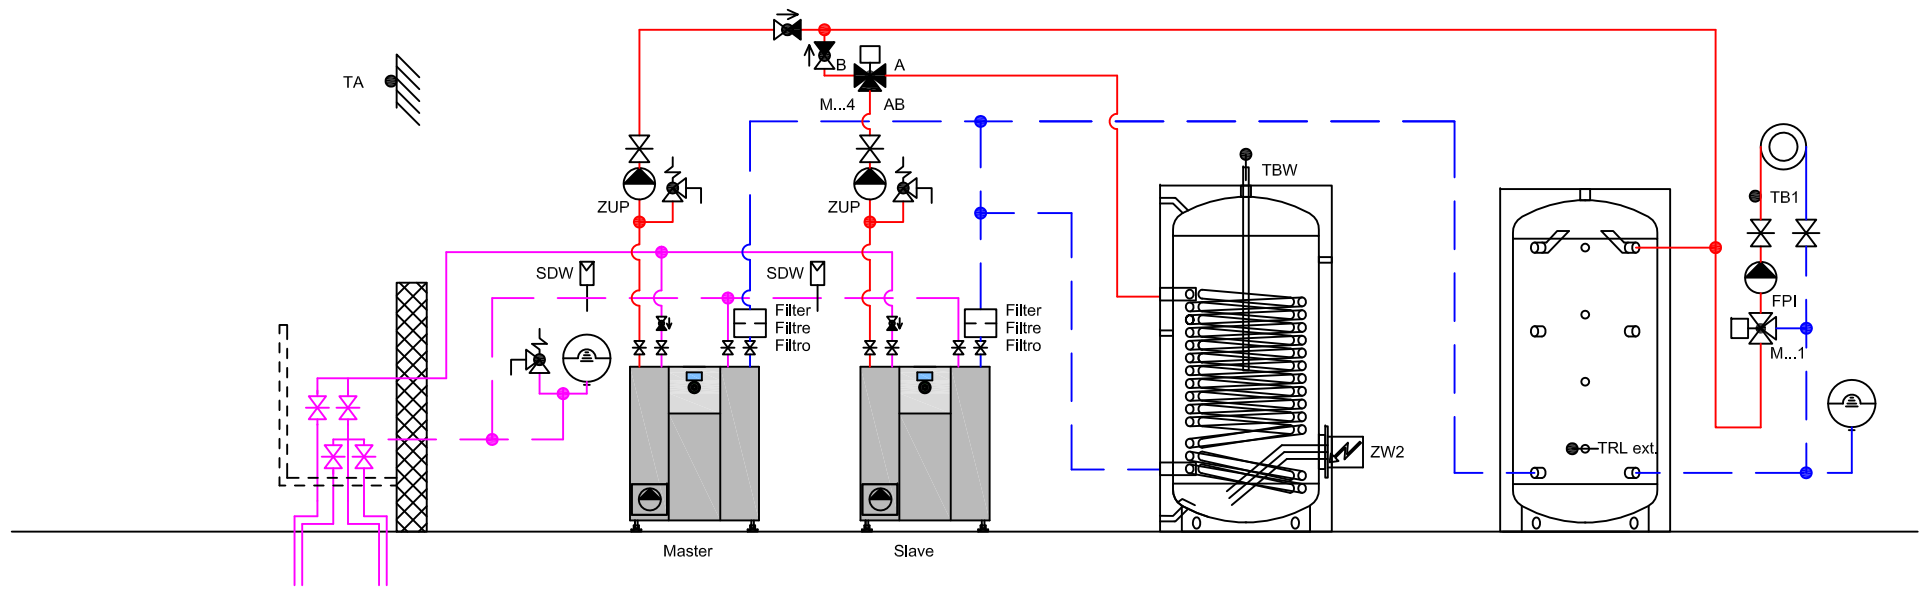 TA
B
A
M...4
AB
TBW
ZUP
ZUP
TB1
SDW
SDW
FPI
Filter
Filtre
Filtro
Filter
Filtre
Filtro
M...1
TRL ext.
ZW2
Master
Slave